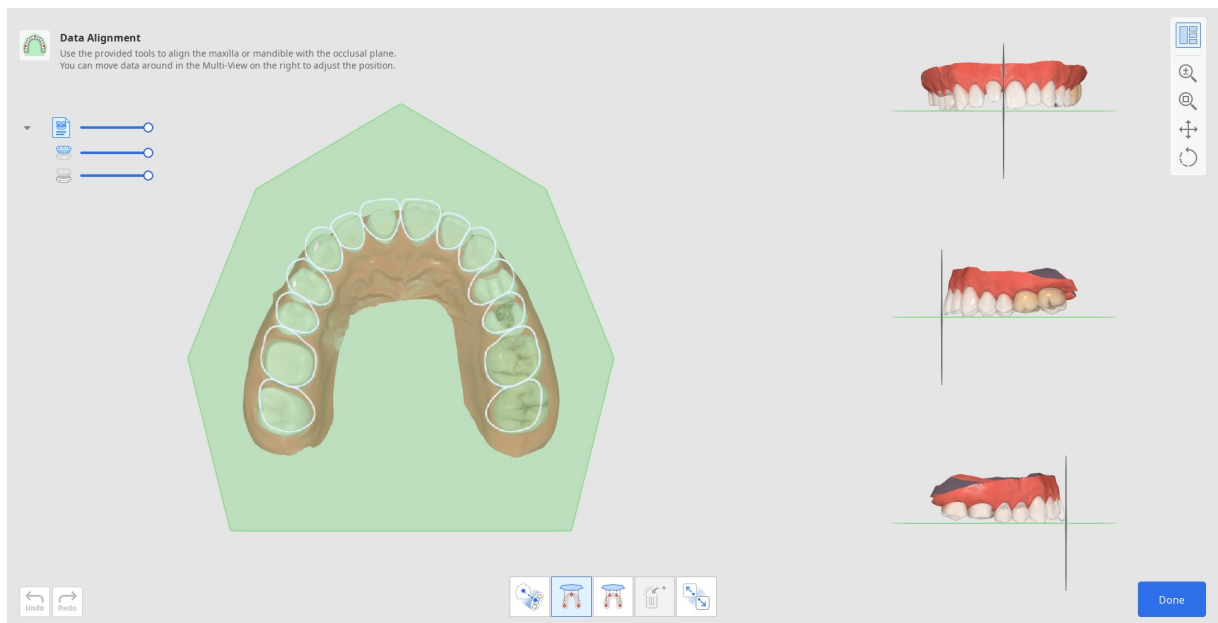 Data Alignment
Use the provided tools to align the maxilla or mandible with the occlusal plane.
You can move data around in the Multi-View on the right to adjust the position.
Undo
Redo
Done